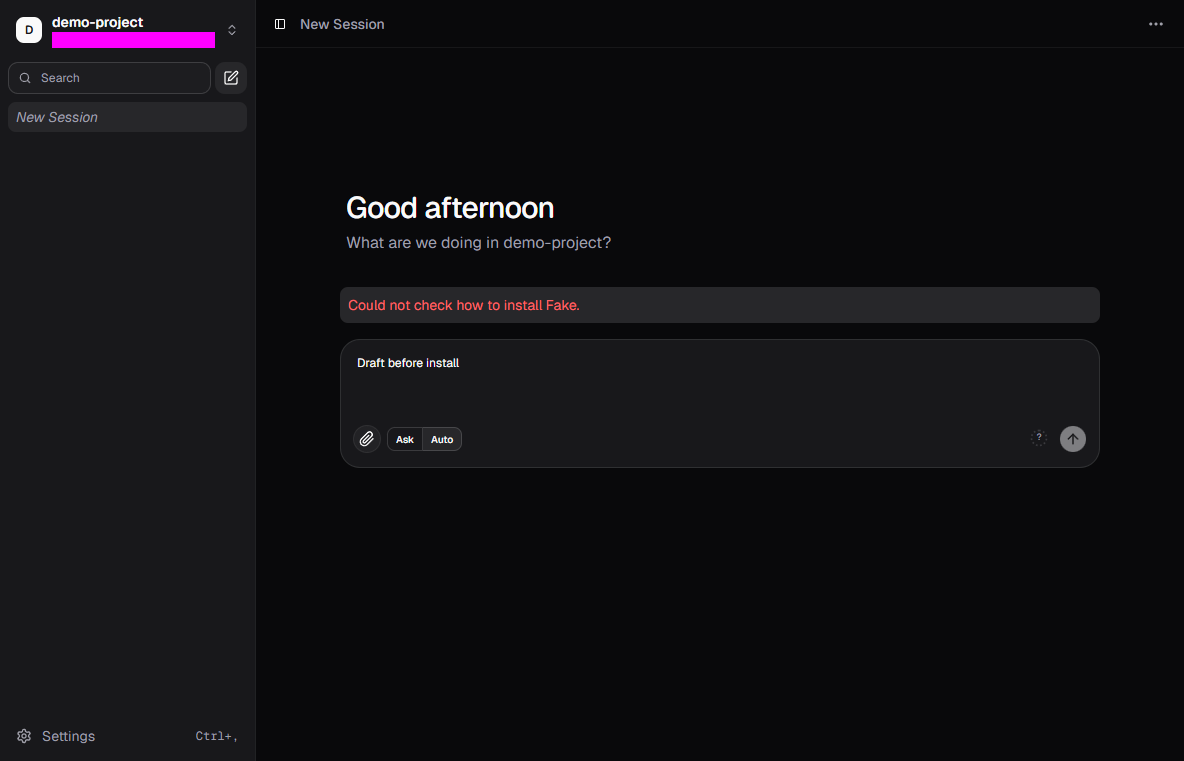 D
demo-project
Search
New Session
Settings
Ctrl+,
New Session
Good afternoon
What are we doing in demo-project?
Could not check how to install Fake.
Draft before install
Ask
Auto
?